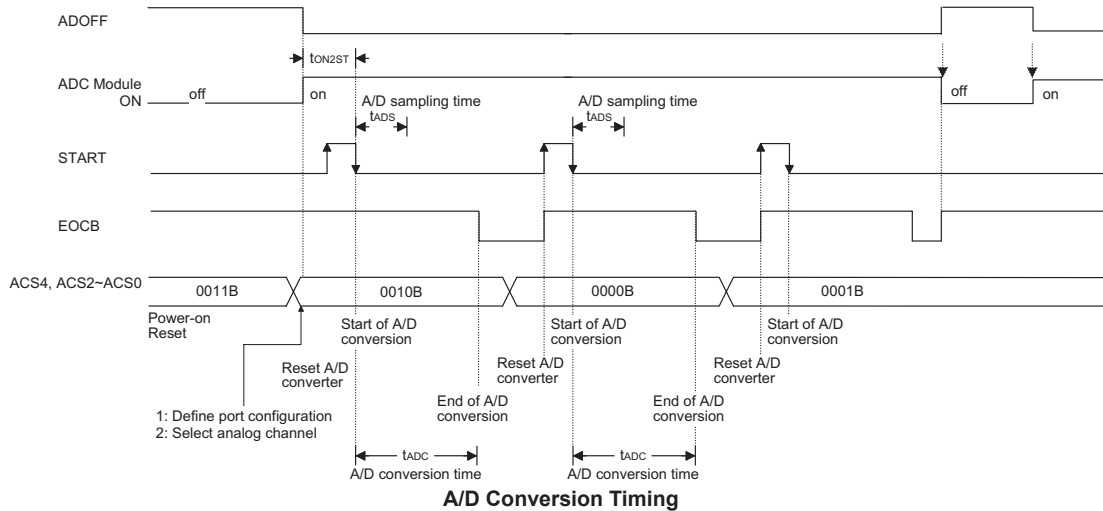 ADOFF
tON2ST
ADC Module
ON
off
on
off
on
A/D sampling time
tADS
A/D sampling time
tADS
START
EOCB
ACS4, ACS2~ACS0
0011B
0010B
0000B
0001B
Power-on
Reset
Start of A/D
conversion
Start of A/D
conversion
Start of A/D
conversion
Reset A/D
converter
Reset A/D
converter
Reset A/D
converter
End of A/D
conversion
End of A/D
conversion
1: Define port configuration
2: Select analog channel
tADC
A/D conversion time
tADC
A/D conversion time
A/D Conversion Timing